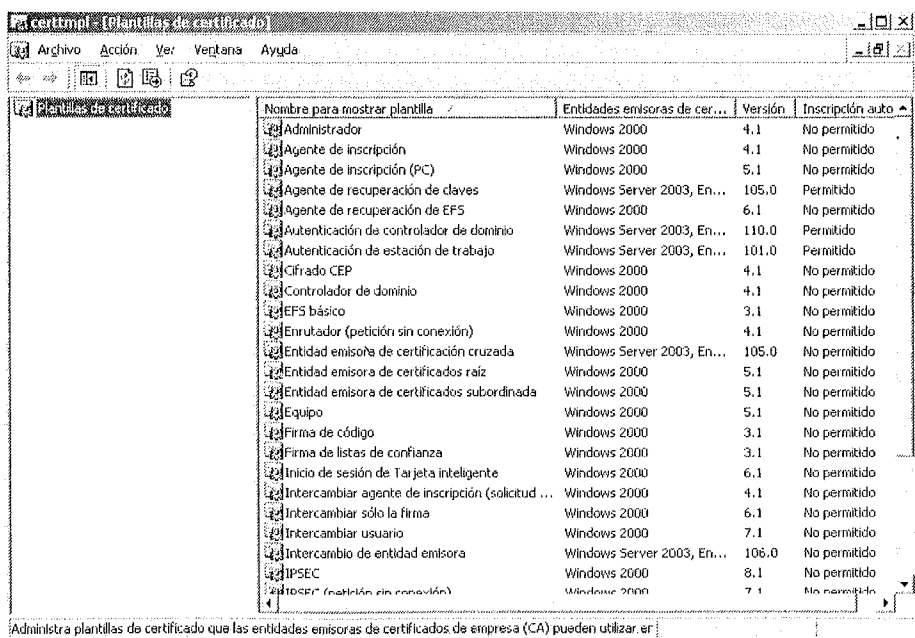 certtmpl - [Plantillas de certificado]
Archivo Acción Ver Ventana Ayuda
Plantillas de certificado
Nombre para mostrar plantilla Entidades emisoras de cer... Versión Inscripción auto
Administrador Windows 2000 4.1 No permitido
Agente de inscripción Windows 2000 4.1 No permitido
Agente de inscripción (PC) Windows 2000 5.1 No permitido
Agente de recuperación de claves Windows Server 2003, En... 105.0 Permitido
Agente de recuperación de EFS Windows 2000 6.1 No permitido
Autenticación de controlador de dominio Windows Server 2003, En... 110.0 Permitido
Autenticación de estación de trabajo Windows Server 2003, En... 101.0 Permitido
Cifrado CEP Windows 2000 4.1 No permitido
Controlador de dominio Windows 2000 4.1 No permitido
EFS básico Windows 2000 3.1 No permitido
Enrutador (petición sin conexión) Windows 2000 4.1 No permitido
Entidad emisora de certificación cruzada Windows Server 2003, En... 105.0 No permitido
Entidad emisora de certificados raíz Windows 2000 5.1 No permitido
Entidad emisora de certificados subordinada Windows 2000 5.1 No permitido
Equipo Windows 2000 5.1 No permitido
Firma de código Windows 2000 3.1 No permitido
Firma de listas de confianza Windows 2000 3.1 No permitido
Inicio de sesión de Tarjeta inteligente Windows 2000 6.1 No permitido
Intercambiar agente de inscripción (solicitud ... Windows 2000 4.1 No permitido
Intercambiar sólo la firma Windows 2000 6.1 No permitido
Intercambiar usuario Windows 2000 7.1 No permitido
Intercambio de entidad emisora Windows Server 2003, En... 106.0 No permitido
IPSEC Windows 2000 8.1 No permitido
IPSEC (petición sin conexión) Windows 2000 7.1 No permitido
Administra plantillas de certificado que las entidades emisoras de certificados de empresa (CA) pueden utilizar er